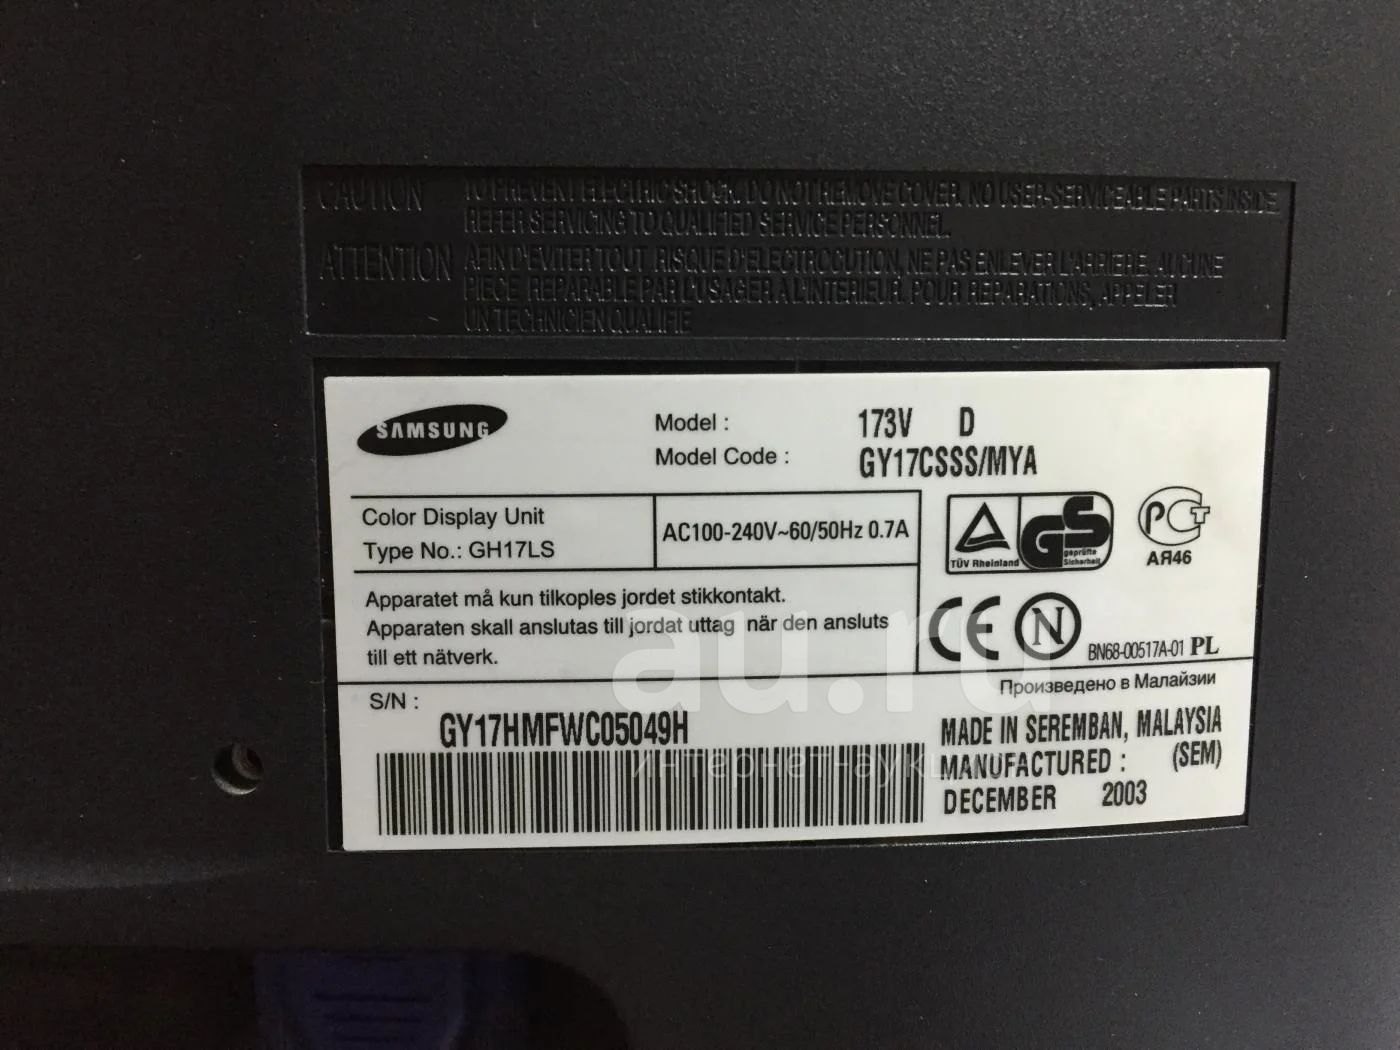 CAUTION TO PREVENT ELECTRIC SHOCK. DO NOT REMOVE COVER. NO USER-SERVICEABLE PARTS INSIDE.
REFER SERVICING TO QUALIFIED SERVICE PERSONNEL.
ATTENTION AFIN D'EVITER TOUT RISQUE D'ELECTROCUTION, NE PAS ENLEVER L'ARRIERE. AUCUNE
PIECE REPARABLE PAR L'USAGER A L'INTERIEUR. POUR REPARATIONS, APPELER
UN TECHNICIEN QUALIFIE
SAMSUNG
Model : 173V D
Model Code : GY17CSSS/MYA
Color Display Unit
Type No.: GH17LS
AC100-240V~60/50Hz 0.7A
TÜV Rheinland
GS
geprüfte
Sicherheit
РСТ
АЯ46
Apparatet må kun tilkoples jordet stikkontakt.
Apparaten skall anslutas till jordat uttag när den ansluts
till ett nätverk.
CE N BN68-00517A-01 PL
Произведено в Малайзии
S/N :
GY17HMFWC05049H
MADE IN SEREMBAN, MALAYSIA
MANUFACTURED : (SEM)
DECEMBER 2003
au.ru
интернет-аукцион